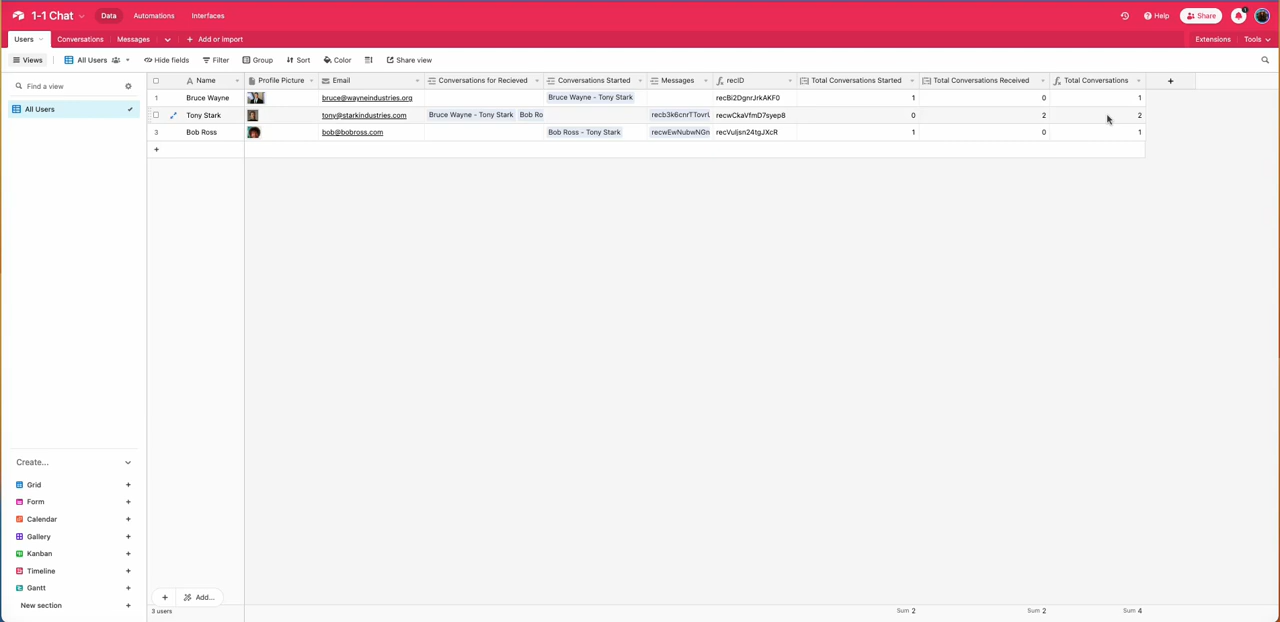 1-1 Chat Data Automations Interfaces Help Share 1
Users Conversations Messages + Add or import Extensions Tools
Views All Users Hide fields Filter Group Sort Color Share view
Find a view
All Users
Name Profile Picture Email Conversations for Recieved Conversations Started Messages recID Total Conversations Started Total Conversations Received Total Conversations +
1 Bruce Wayne bruce@wayneindustries.org Bruce Wayne - Tony Stark recBi2DgnrJrkAKF0 1 0 1
Tony Stark tony@starkindustries.com Bruce Wayne - Tony Stark Bob Ro recb3k6cnrTTovrL recwCkaVfmD7syep8 0 2 2
3 Bob Ross bob@bobross.com Bob Ross - Tony Stark recwEwNubwNGn recVuljsn24tgJXcR 1 0 1
+
Create...
Grid +
Form +
Calendar +
Gallery +
Kanban +
Timeline +
Gantt +
New section +
+ Add...
3 users Sum 2 Sum 2 Sum 4